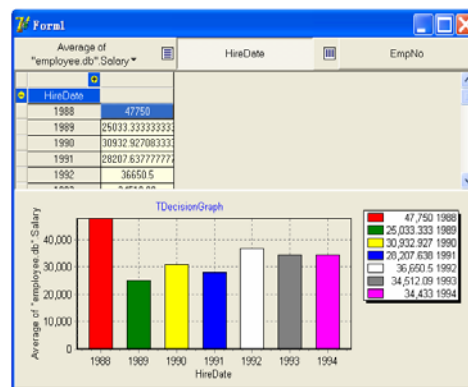 Form1
Average of
"employee.db".Salary
HireDate
EmpNo
HireDate
1988 47750
1989 25033.333333333
1990 30932.92708333
1991 28207.63777777
1992 36650.5
TDecisionGraph
Average of "employee.db".Salary
40,000
30,000
20,000
10,000
0
1988 1989 1990 1991 1992 1993 1994
HireDate
47,750 1988
25,033.333 1989
30,932.927 1990
28,207.638 1991
36,650.5 1992
34,512.09 1993
34,433 1994